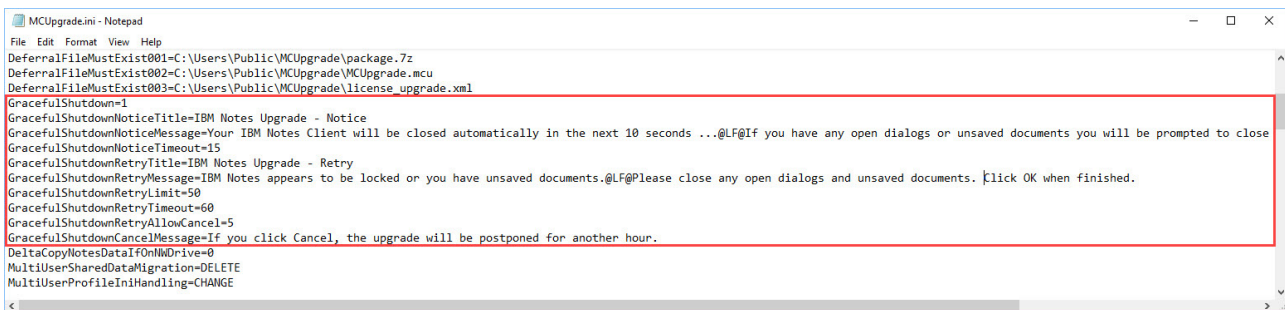 MCUpgrade.ini - Notepad
File Edit Format View Help
DeferralFileMustExist001=C:\Users\Public\MCUpgrade\package.7z
DeferralFileMustExist002=C:\Users\Public\MCUpgrade\MCUpgrade.mcu
DeferralFileMustExist003=C:\Users\Public\MCUpgrade\license_upgrade.xml
GracefulShutdown=1
GracefulShutdownNoticeTitle=IBM Notes Upgrade - Notice
GracefulShutdownNoticeMessage=Your IBM Notes Client will be closed automatically in the next 10 seconds ...@LF@If you have any open dialogs or unsaved documents you will be prompted to close
GracefulShutdownNoticeTimeout=15
GracefulShutdownRetryTitle=IBM Notes Upgrade - Retry
GracefulShutdownRetryMessage=IBM Notes appears to be locked or you have unsaved documents.@LF@Please close any open dialogs and unsaved documents. Click OK when finished.
GracefulShutdownRetryLimit=50
GracefulShutdownRetryTimeout=60
GracefulShutdownRetryAllowCancel=5
GracefulShutdownCancelMessage=If you click Cancel, the upgrade will be postponed for another hour.
DeltaCopyNotesDataIfOnNWDrive=0
MultiUserSharedDataMigration=DELETE
MultiUserProfileIniHandling=CHANGE